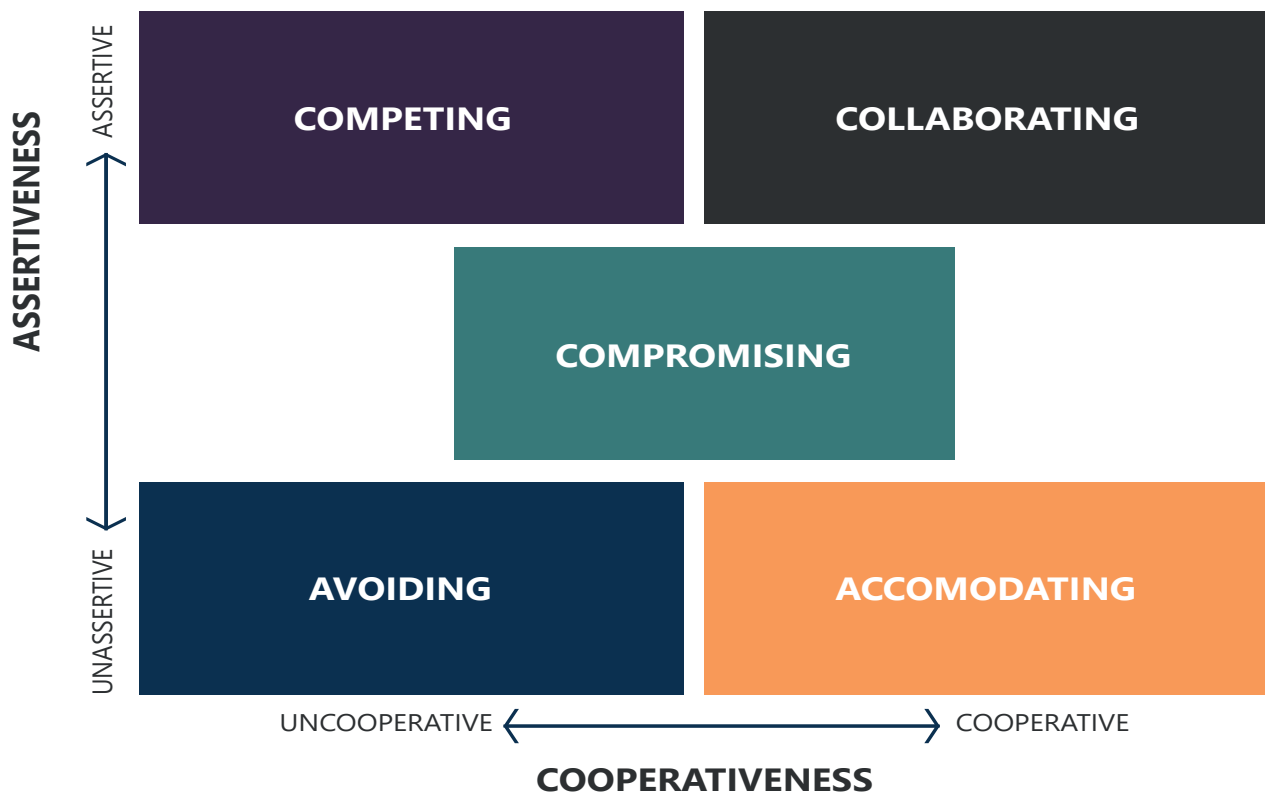 ASSERTIVENESS
ASSERTIVE
UNASSERTIVE
COMPETING
COLLABORATING
COMPROMISING
AVOIDING
ACCOMODATING
UNCOOPERATIVE
COOPERATIVE
COOPERATIVENESS